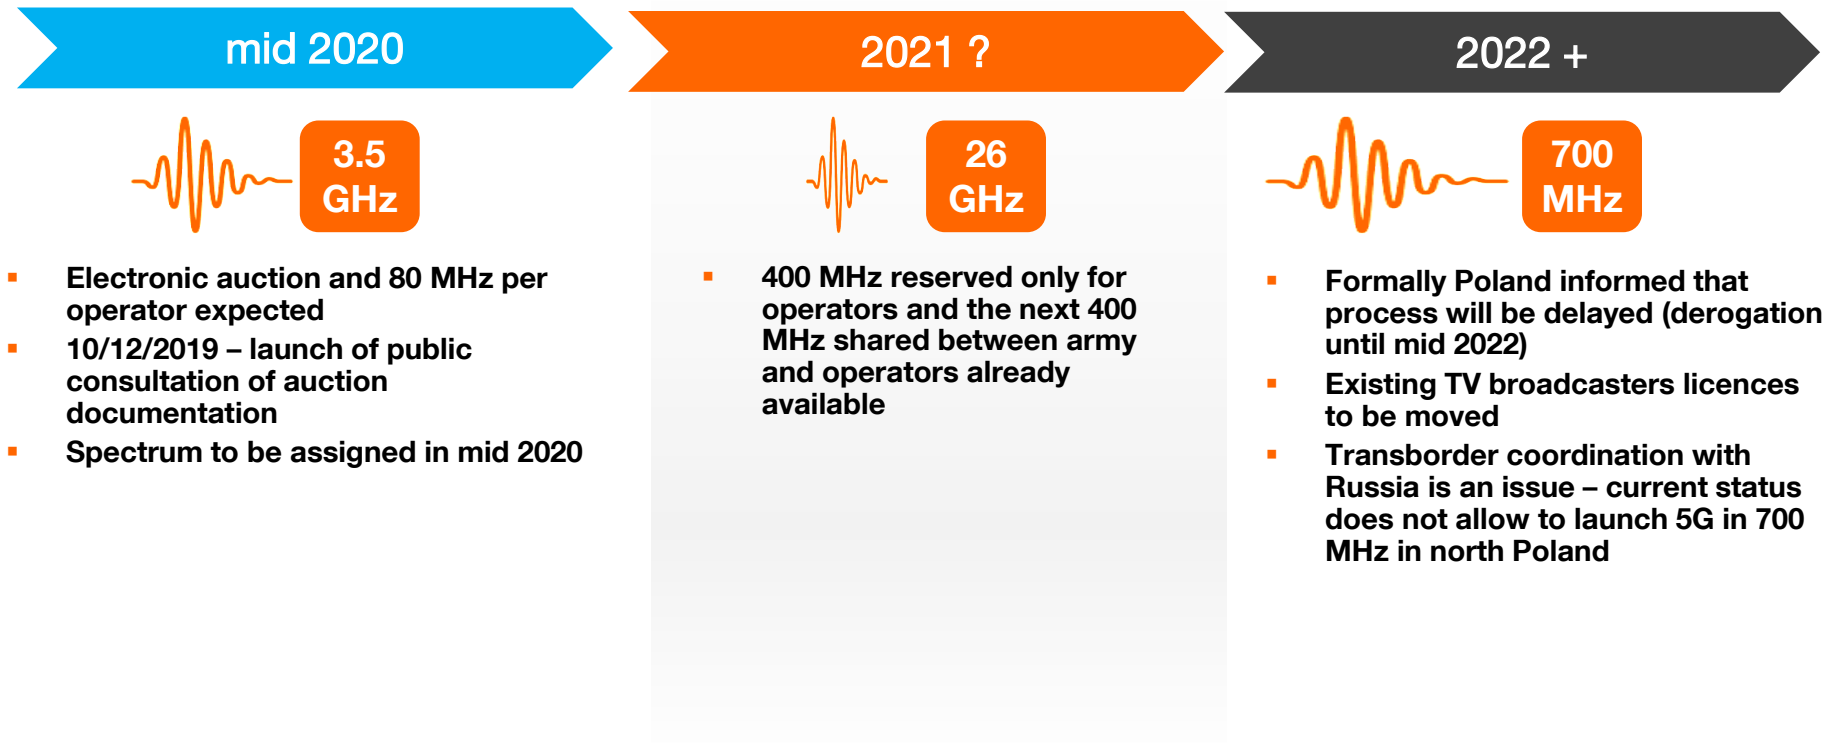 mid 2020
3.5
GHz
▪ Electronic auction and 80 MHz per
operator expected
▪ 10/12/2019 – launch of public
consultation of auction
documentation
▪ Spectrum to be assigned in mid 2020
2021 ?
26
GHz
▪ 400 MHz reserved only for
operators and the next 400
MHz shared between army
and operators already
available
2022 +
700
MHz
▪ Formally Poland informed that
process will be delayed (derogation
until mid 2022)
▪ Existing TV broadcasters licences
to be moved
▪ Transborder coordination with
Russia is an issue – current status
does not allow to launch 5G in 700
MHz in north Poland